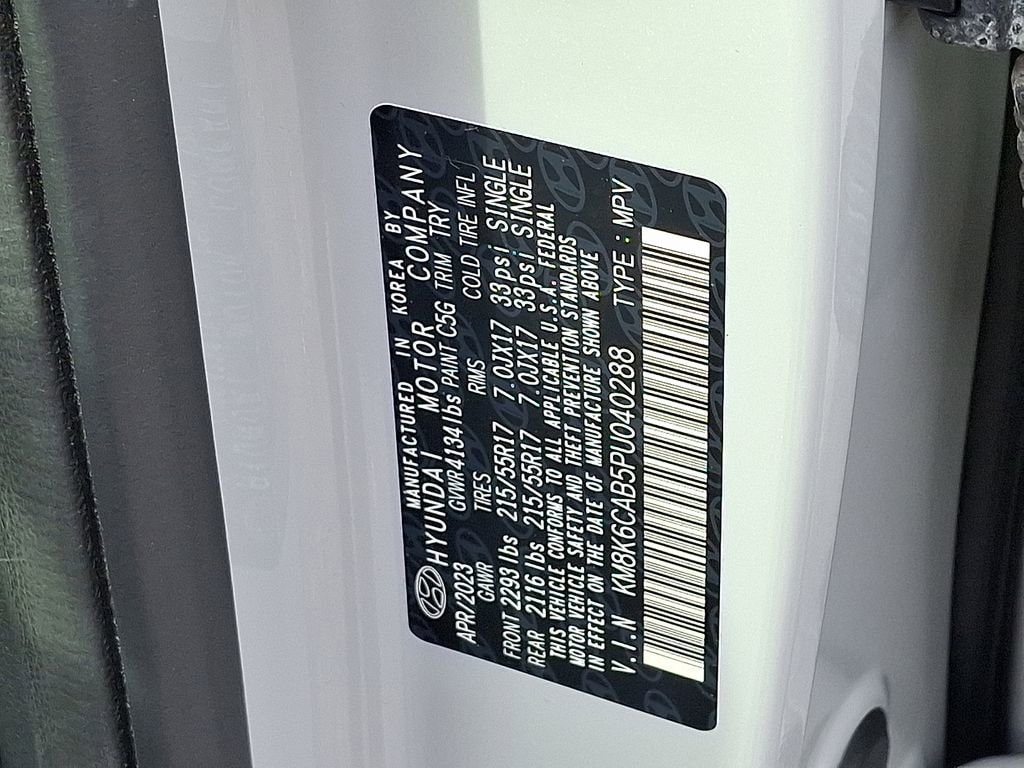 MANUFACTURED IN KOREA BY
HYUNDAI MOTOR COMPANY
APR/2023 GVWR4134lbs PAINT C5G TRIM TRY
GAWR TIRES RIMS COLD TIRE INFL
FRONT 2293 lbs 215/55R17 7.0JX17 33psi SINGLE
REAR 2116 lbs 215/55R17 7.0JX17 33psi SINGLE
THIS VEHICLE CONFORMS TO ALL APPLICABLE U.S.A. FEDERAL
MOTOR VEHICLE SAFETY AND THEFT PREVENTION STANDARDS
IN EFFECT ON THE DATE OF MANUFACTURE SHOWN ABOVE
V.I.N KM8K6CAB5PU040288 TYPE : MPV